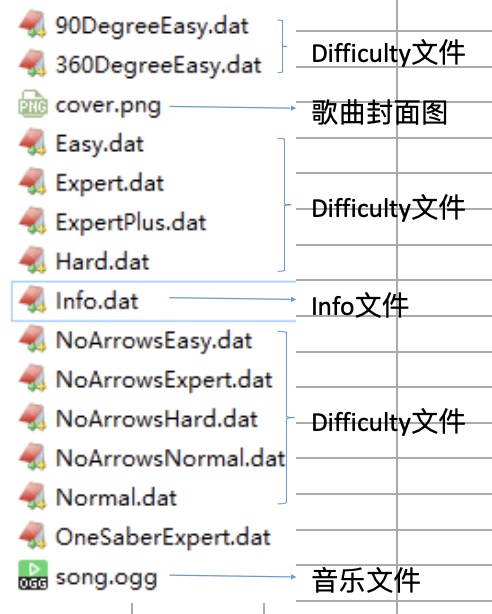 90DegreeEasy.dat
360DegreeEasy.dat
Difficulty文件
PNG
cover.png
歌曲封面图
Easy.dat
Expert.dat
ExpertPlus.dat
Hard.dat
Difficulty文件
Info.dat
Info文件
NoArrowsEasy.dat
NoArrowsExpert.dat
NoArrowsHard.dat
NoArrowsNormal.dat
Normal.dat
Difficulty文件
OneSaberExpert.dat
OGG
song.ogg
音乐文件